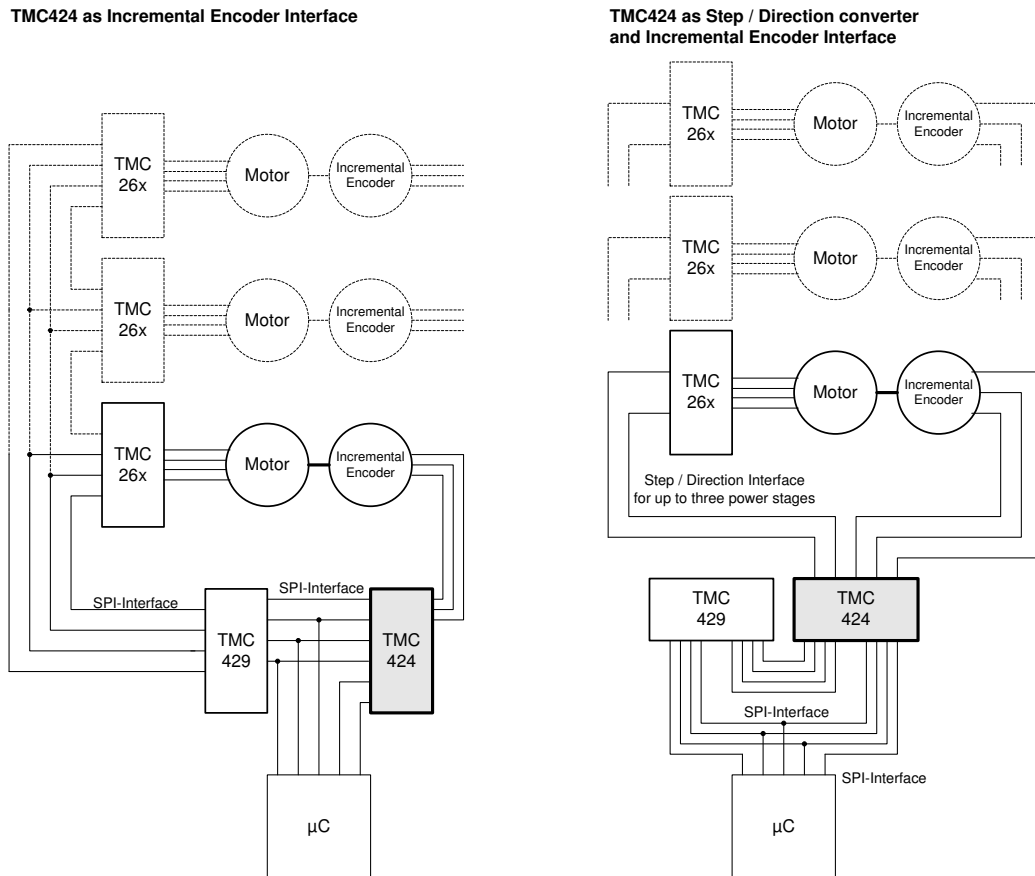 TMC424 as Incremental Encoder Interface
TMC
26x
Motor
Incremental
Encoder
TMC
26x
Motor
Incremental
Encoder
TMC
26x
Motor
Incremental
Encoder
SPI-Interface
SPI-Interface
TMC
429
TMC
424
µC
TMC424 as Step / Direction converter
and Incremental Encoder Interface
TMC
26x
Motor
Incremental
Encoder
TMC
26x
Motor
Incremental
Encoder
TMC
26x
Motor
Incremental
Encoder
Step / Direction Interface
for up to three power stages
TMC
429
TMC
424
SPI-Interface
SPI-Interface
µC